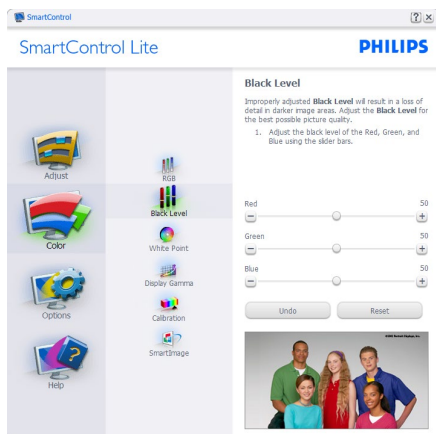 SmartControl
SmartControl Lite
PHILIPS
Adjust
Color
Options
Help
RGB
Black Level
White Point
Display Gamma
Calibration
SmartImage
Black Level
Improperly adjusted Black Level will result in a loss of
detail in darker image areas. Adjust the Black Level for
the best possible picture quality.
1. Adjust the black level of the Red, Green, and
Blue using the slider bars.
Red 50
Green 50
Blue 50
Undo Reset